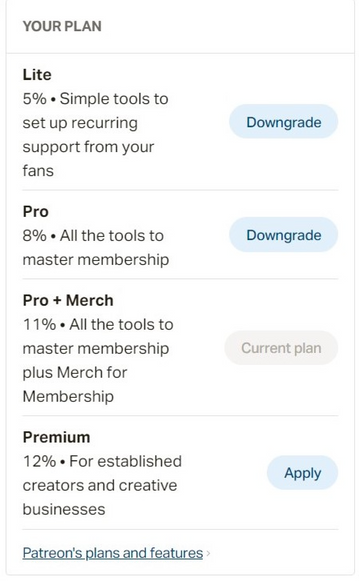 YOUR PLAN
Lite
5% • Simple tools to
set up recurring
support from your
fans
Downgrade
Pro
8% • All the tools to
master membership
Downgrade
Pro + Merch
11% • All the tools to
master membership
plus Merch for
Membership
Current plan
Premium
12% • For established
creators and creative
businesses
Apply
Patreon's plans and features ›